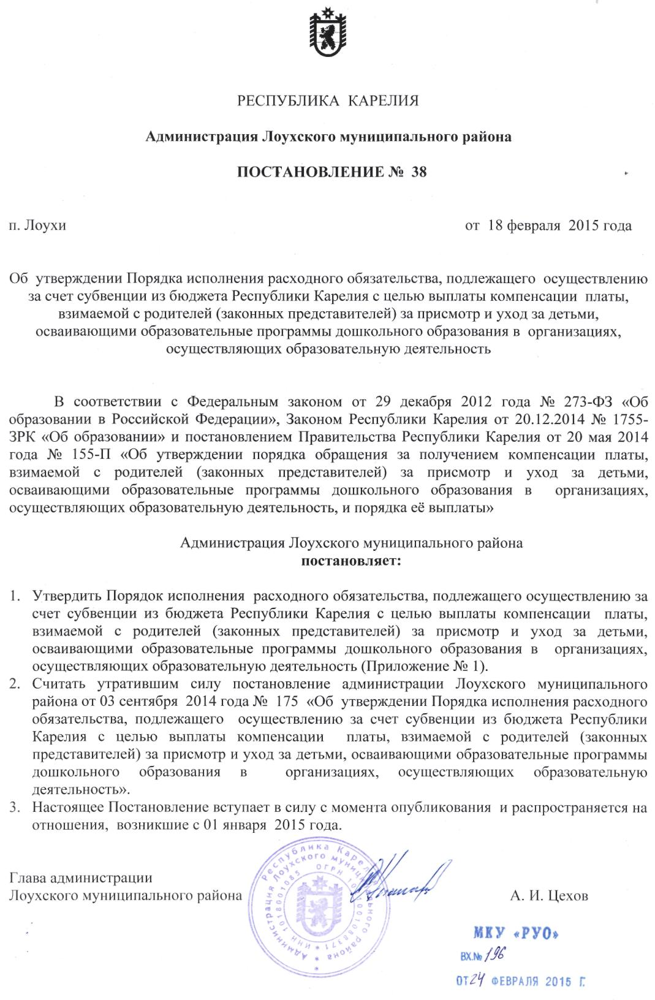 РЕСПУБЛИКА КАРЕЛИЯ
Администрация Лоухского муниципального района
ПОСТАНОВЛЕНИЕ № 38
п. Лоухи от 18 февраля 2015 года
Об утверждении Порядка исполнения расходного обязательства, подлежащего осуществлению
за счет субвенции из бюджета Республики Карелия с целью выплаты компенсации платы,
взимаемой с родителей (законных представителей) за присмотр и уход за детьми,
осваивающими образовательные программы дошкольного образования в организациях,
осуществляющих образовательную деятельность
В соответствии с Федеральным законом от 29 декабря 2012 года № 273-ФЗ «Об
образовании в Российской Федерации», Законом Республики Карелия от 20.12.2014 № 1755-
ЗРК «Об образовании» и постановлением Правительства Республики Карелия от 20 мая 2014
года № 155-П «Об утверждении порядка обращения за получением компенсации платы,
взимаемой с родителей (законных представителей) за присмотр и уход за детьми,
осваивающими образовательные программы дошкольного образования в организациях,
осуществляющих образовательную деятельность, и порядка её выплаты»
Администрация Лоухского муниципального района
постановляет:
1. Утвердить Порядок исполнения расходного обязательства, подлежащего осуществлению за
счет субвенции из бюджета Республики Карелия с целью выплаты компенсации платы,
взимаемой с родителей (законных представителей) за присмотр и уход за детьми,
осваивающими образовательные программы дошкольного образования в организациях,
осуществляющих образовательную деятельность (Приложение № 1).
2. Считать утратившим силу постановление администрации Лоухского муниципального
района от 03 сентября 2014 года № 175 «Об утверждении Порядка исполнения расходного
обязательства, подлежащего осуществлению за счет субвенции из бюджета Республики
Карелия с целью выплаты компенсации платы, взимаемой с родителей (законных
представителей) за присмотр и уход за детьми, осваивающими образовательные программы
дошкольного образования в организациях, осуществляющих образовательную
деятельность».
3. Настоящее Постановление вступает в силу с момента опубликования и распространяется на
отношения, возникшие с 01 января 2015 года.
Глава администрации
Лоухского муниципального района А. И. Цехов
Республика Карелия
Администрация Лоухского муниципального района
ИНН 1018001085 ОГРН
МКУ «РУО»
ВХ.№ 196
ОТ 24 ФЕВРАЛЯ 2015 Г.